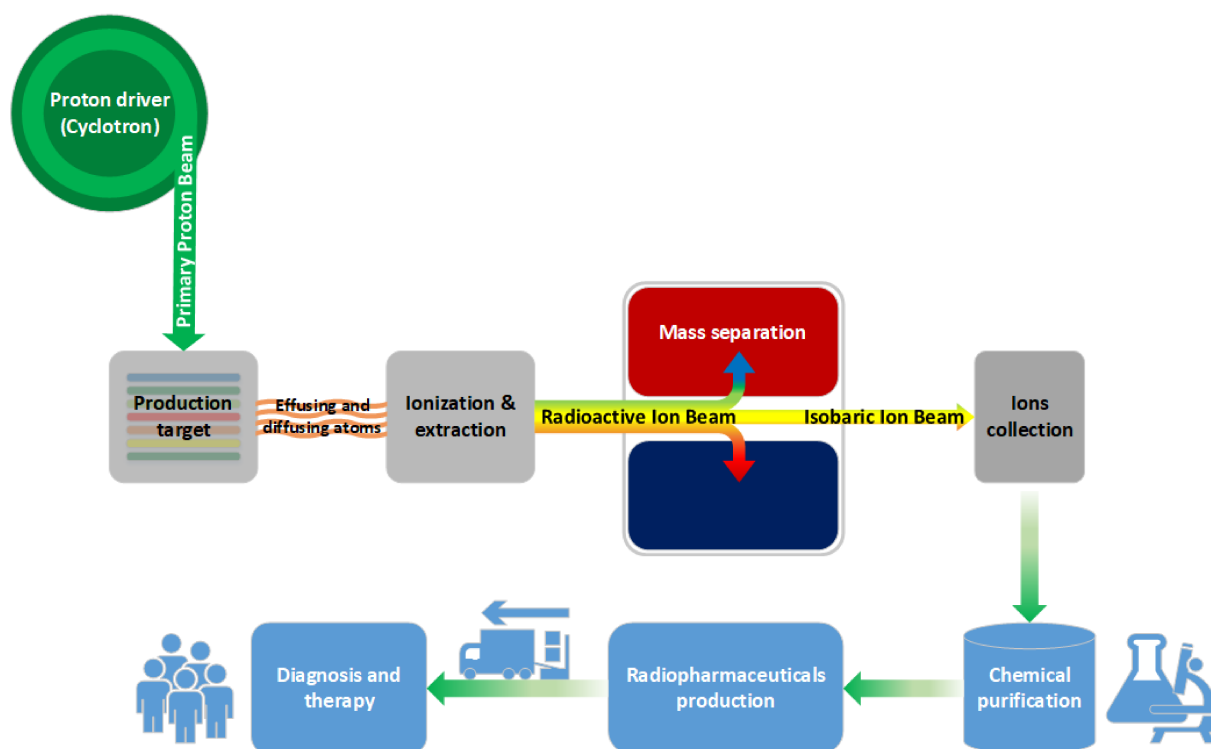 Proton driver
(Cyclotron)
Primary Proton Beam
Production
target
Effusing and
diffusing atoms
Ionization &
extraction
Radioactive Ion Beam
Mass separation
Isobaric Ion Beam
Ions
collection
Diagnosis and
therapy
Radiopharmaceuticals
production
Chemical
purification